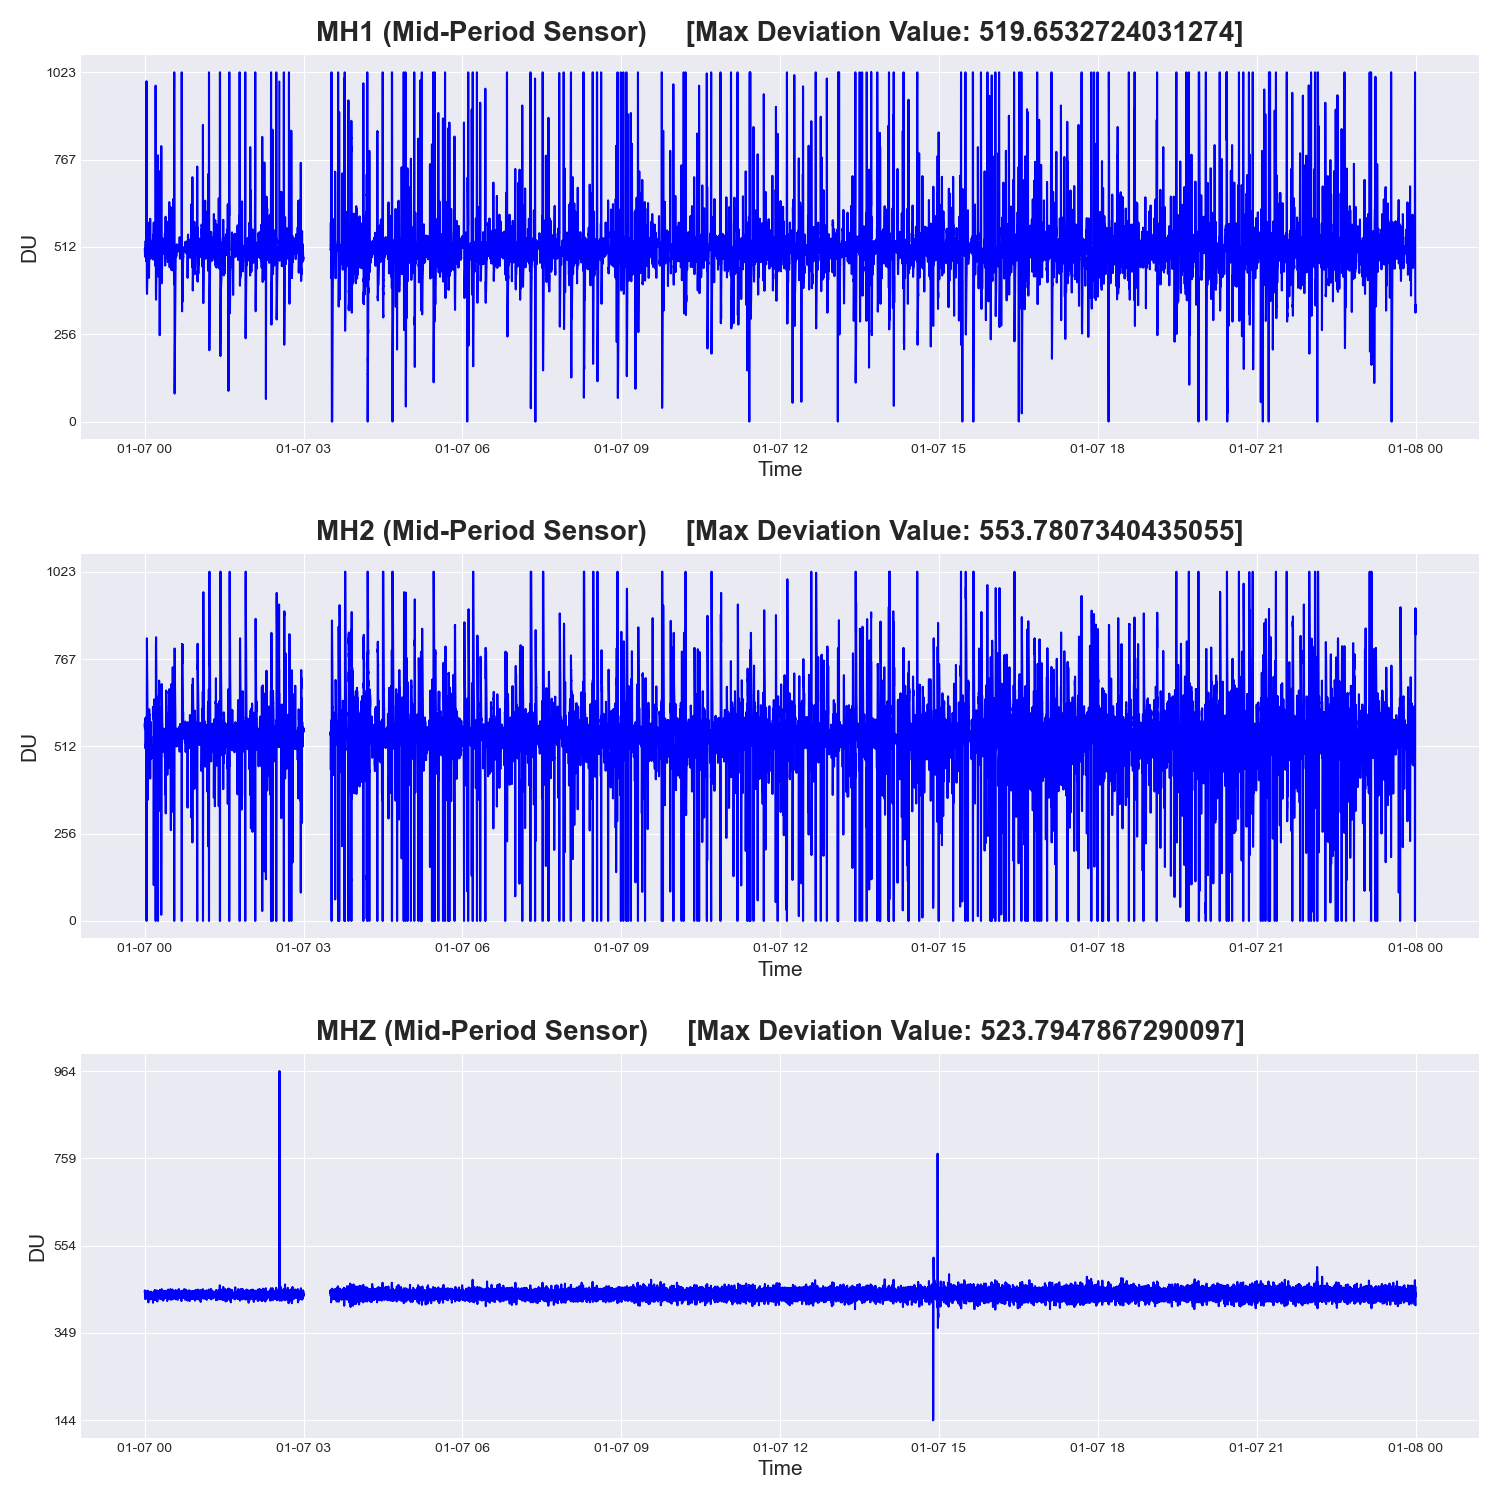 MH1 (Mid-Period Sensor)     [Max Deviation Value: 519.6532724031274]
1023
767
512
256
0
DU
01-07 00 01-07 03 01-07 06 01-07 09 01-07 12 01-07 15 01-07 18 01-07 21 01-08 00
Time
MH2 (Mid-Period Sensor)     [Max Deviation Value: 553.7807340435055]
1023
767
512
256
0
DU
01-07 00 01-07 03 01-07 06 01-07 09 01-07 12 01-07 15 01-07 18 01-07 21 01-08 00
Time
MHZ (Mid-Period Sensor)     [Max Deviation Value: 523.7947867290097]
964
759
554
349
144
DU
01-07 00 01-07 03 01-07 06 01-07 09 01-07 12 01-07 15 01-07 18 01-07 21 01-08 00
Time